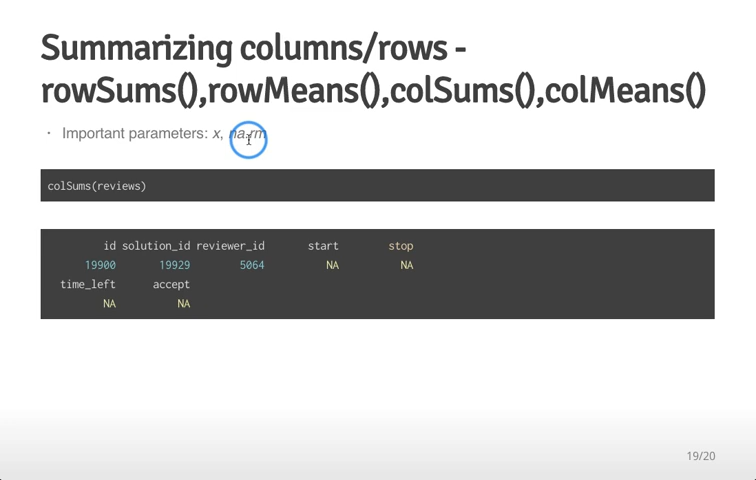 Summarizing columns/rows -
rowSums(),rowMeans(),colSums(),colMeans()
· Important parameters: x, na.rm
colSums(reviews)
id solution_id reviewer_id start stop
19900 19929 5064 NA NA
time_left accept
NA NA
19/20